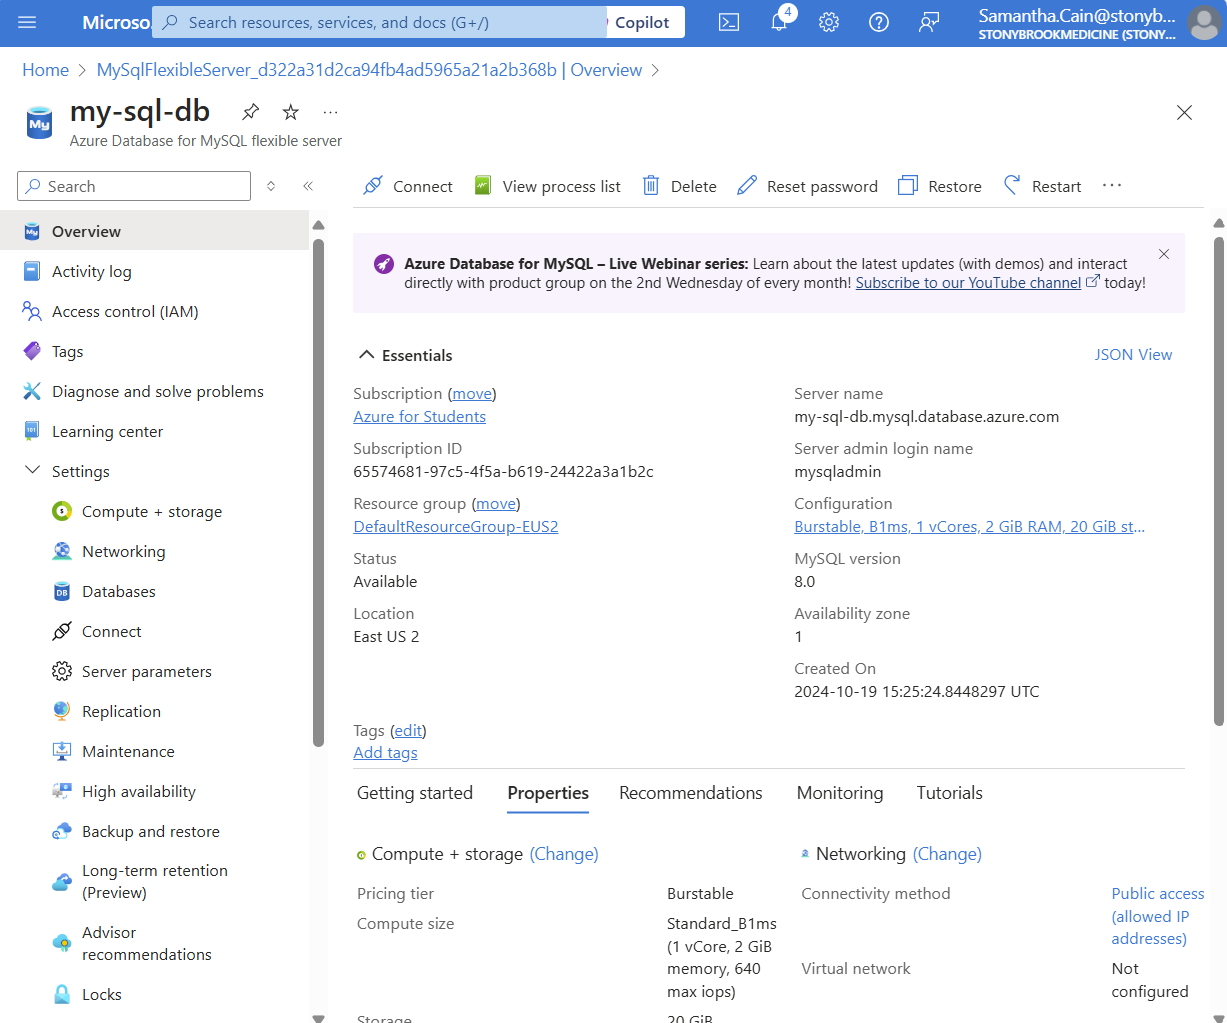 Microso
Search resources, services, and docs (G+/)
Copilot
4
Samantha.Cain@stonyb...
STONYBROOKMEDICINE (STONY...
Home > MySqlFlexibleServer_d322a31d2ca94fb4ad5965a21a2b368b | Overview >
my-sql-db
Azure Database for MySQL flexible server
Search
Overview
Activity log
Access control (IAM)
Tags
Diagnose and solve problems
Learning center
Settings
Compute + storage
Networking
Databases
Connect
Server parameters
Replication
Maintenance
High availability
Backup and restore
Long-term retention
(Preview)
Advisor
recommendations
Locks
Connect
View process list
Delete
Reset password
Restore
Restart
Azure Database for MySQL – Live Webinar series: Learn about the latest updates (with demos) and interact
directly with product group on the 2nd Wednesday of every month! Subscribe to our YouTube channel today!
Essentials
JSON View
Subscription (move)
Azure for Students
Subscription ID
65574681-97c5-4f5a-b619-24422a3a1b2c
Resource group (move)
DefaultResourceGroup-EUS2
Status
Available
Location
East US 2
Server name
my-sql-db.mysql.database.azure.com
Server admin login name
mysqladmin
Configuration
Burstable, B1ms, 1 vCores, 2 GiB RAM, 20 GiB st...
MySQL version
8.0
Availability zone
1
Created On
2024-10-19 15:25:24.8448297 UTC
Tags (edit)
Add tags
Getting started
Properties
Recommendations
Monitoring
Tutorials
Compute + storage (Change)
Pricing tier
Burstable
Compute size
Standard_B1ms
(1 vCore, 2 GiB
memory, 640
max iops)
Storage
20 GiB
Networking (Change)
Connectivity method
Public access
(allowed IP
addresses)
Virtual network
Not
configured